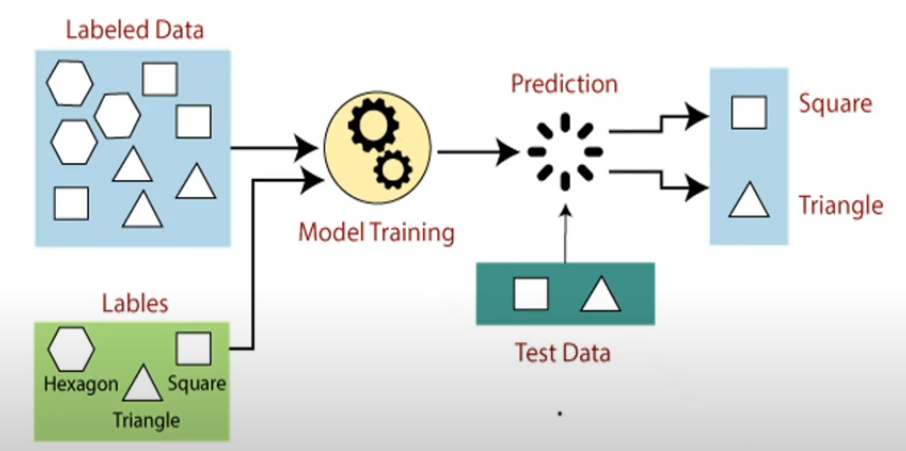 Labeled Data
Prediction
Square
Triangle
Model Training
Lables
Hexagon
Square
Triangle
Test Data